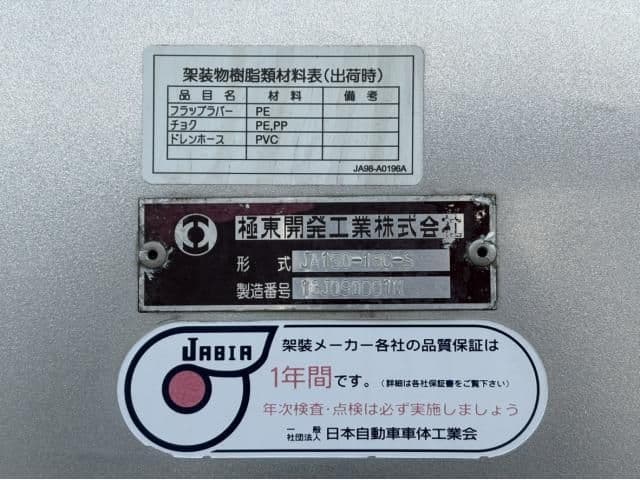 架装物樹脂類材料表(出荷時)
品目名 材料 備考
フラップラバー PE
チョク PE,PP
ドレンホース PVC
JA98-A0196A
極東開発工業株式会社
形式
製造番号
JABIA
架装メーカー各社の品質保証は
1年間です。(詳細は各社保証書をご覧下さい)
年次検査・点検は必ず実施しましょう
一般社団法人 日本自動車車体工業会